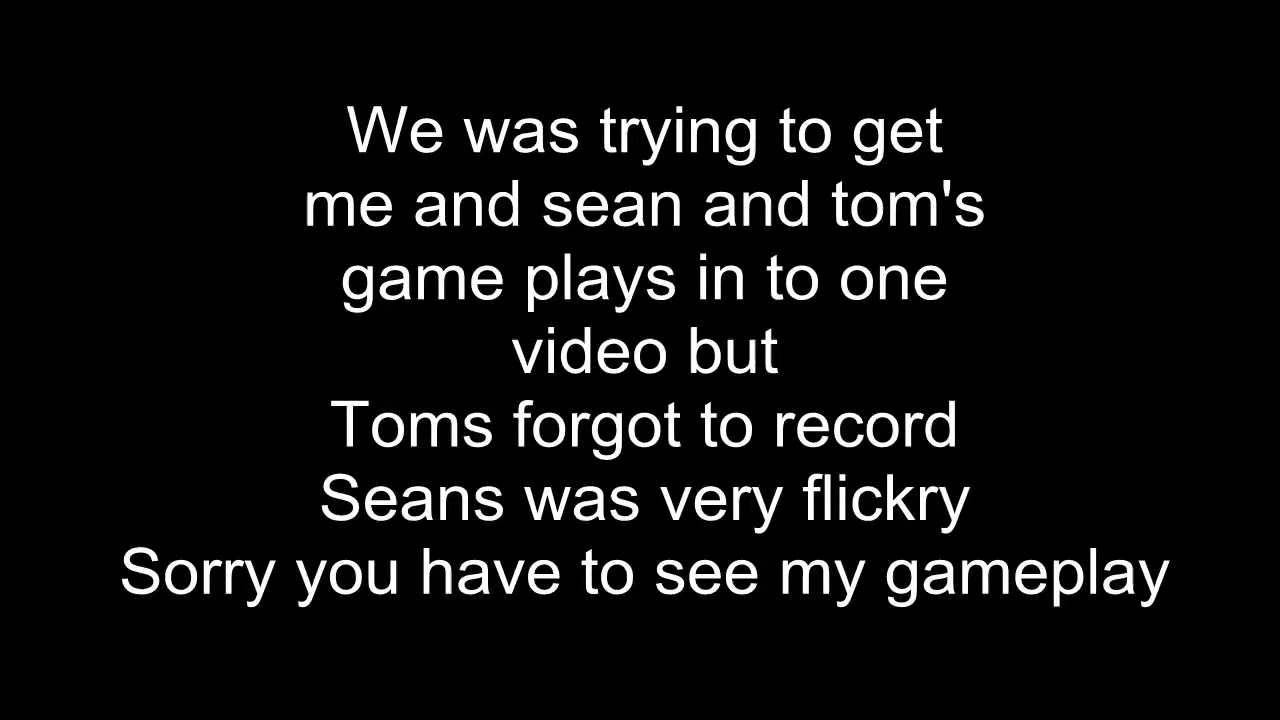 We was trying to get
me and sean and tom's
game plays in to one
video but
Toms forgot to record
Seans was very flickry
Sorry you have to see my gameplay